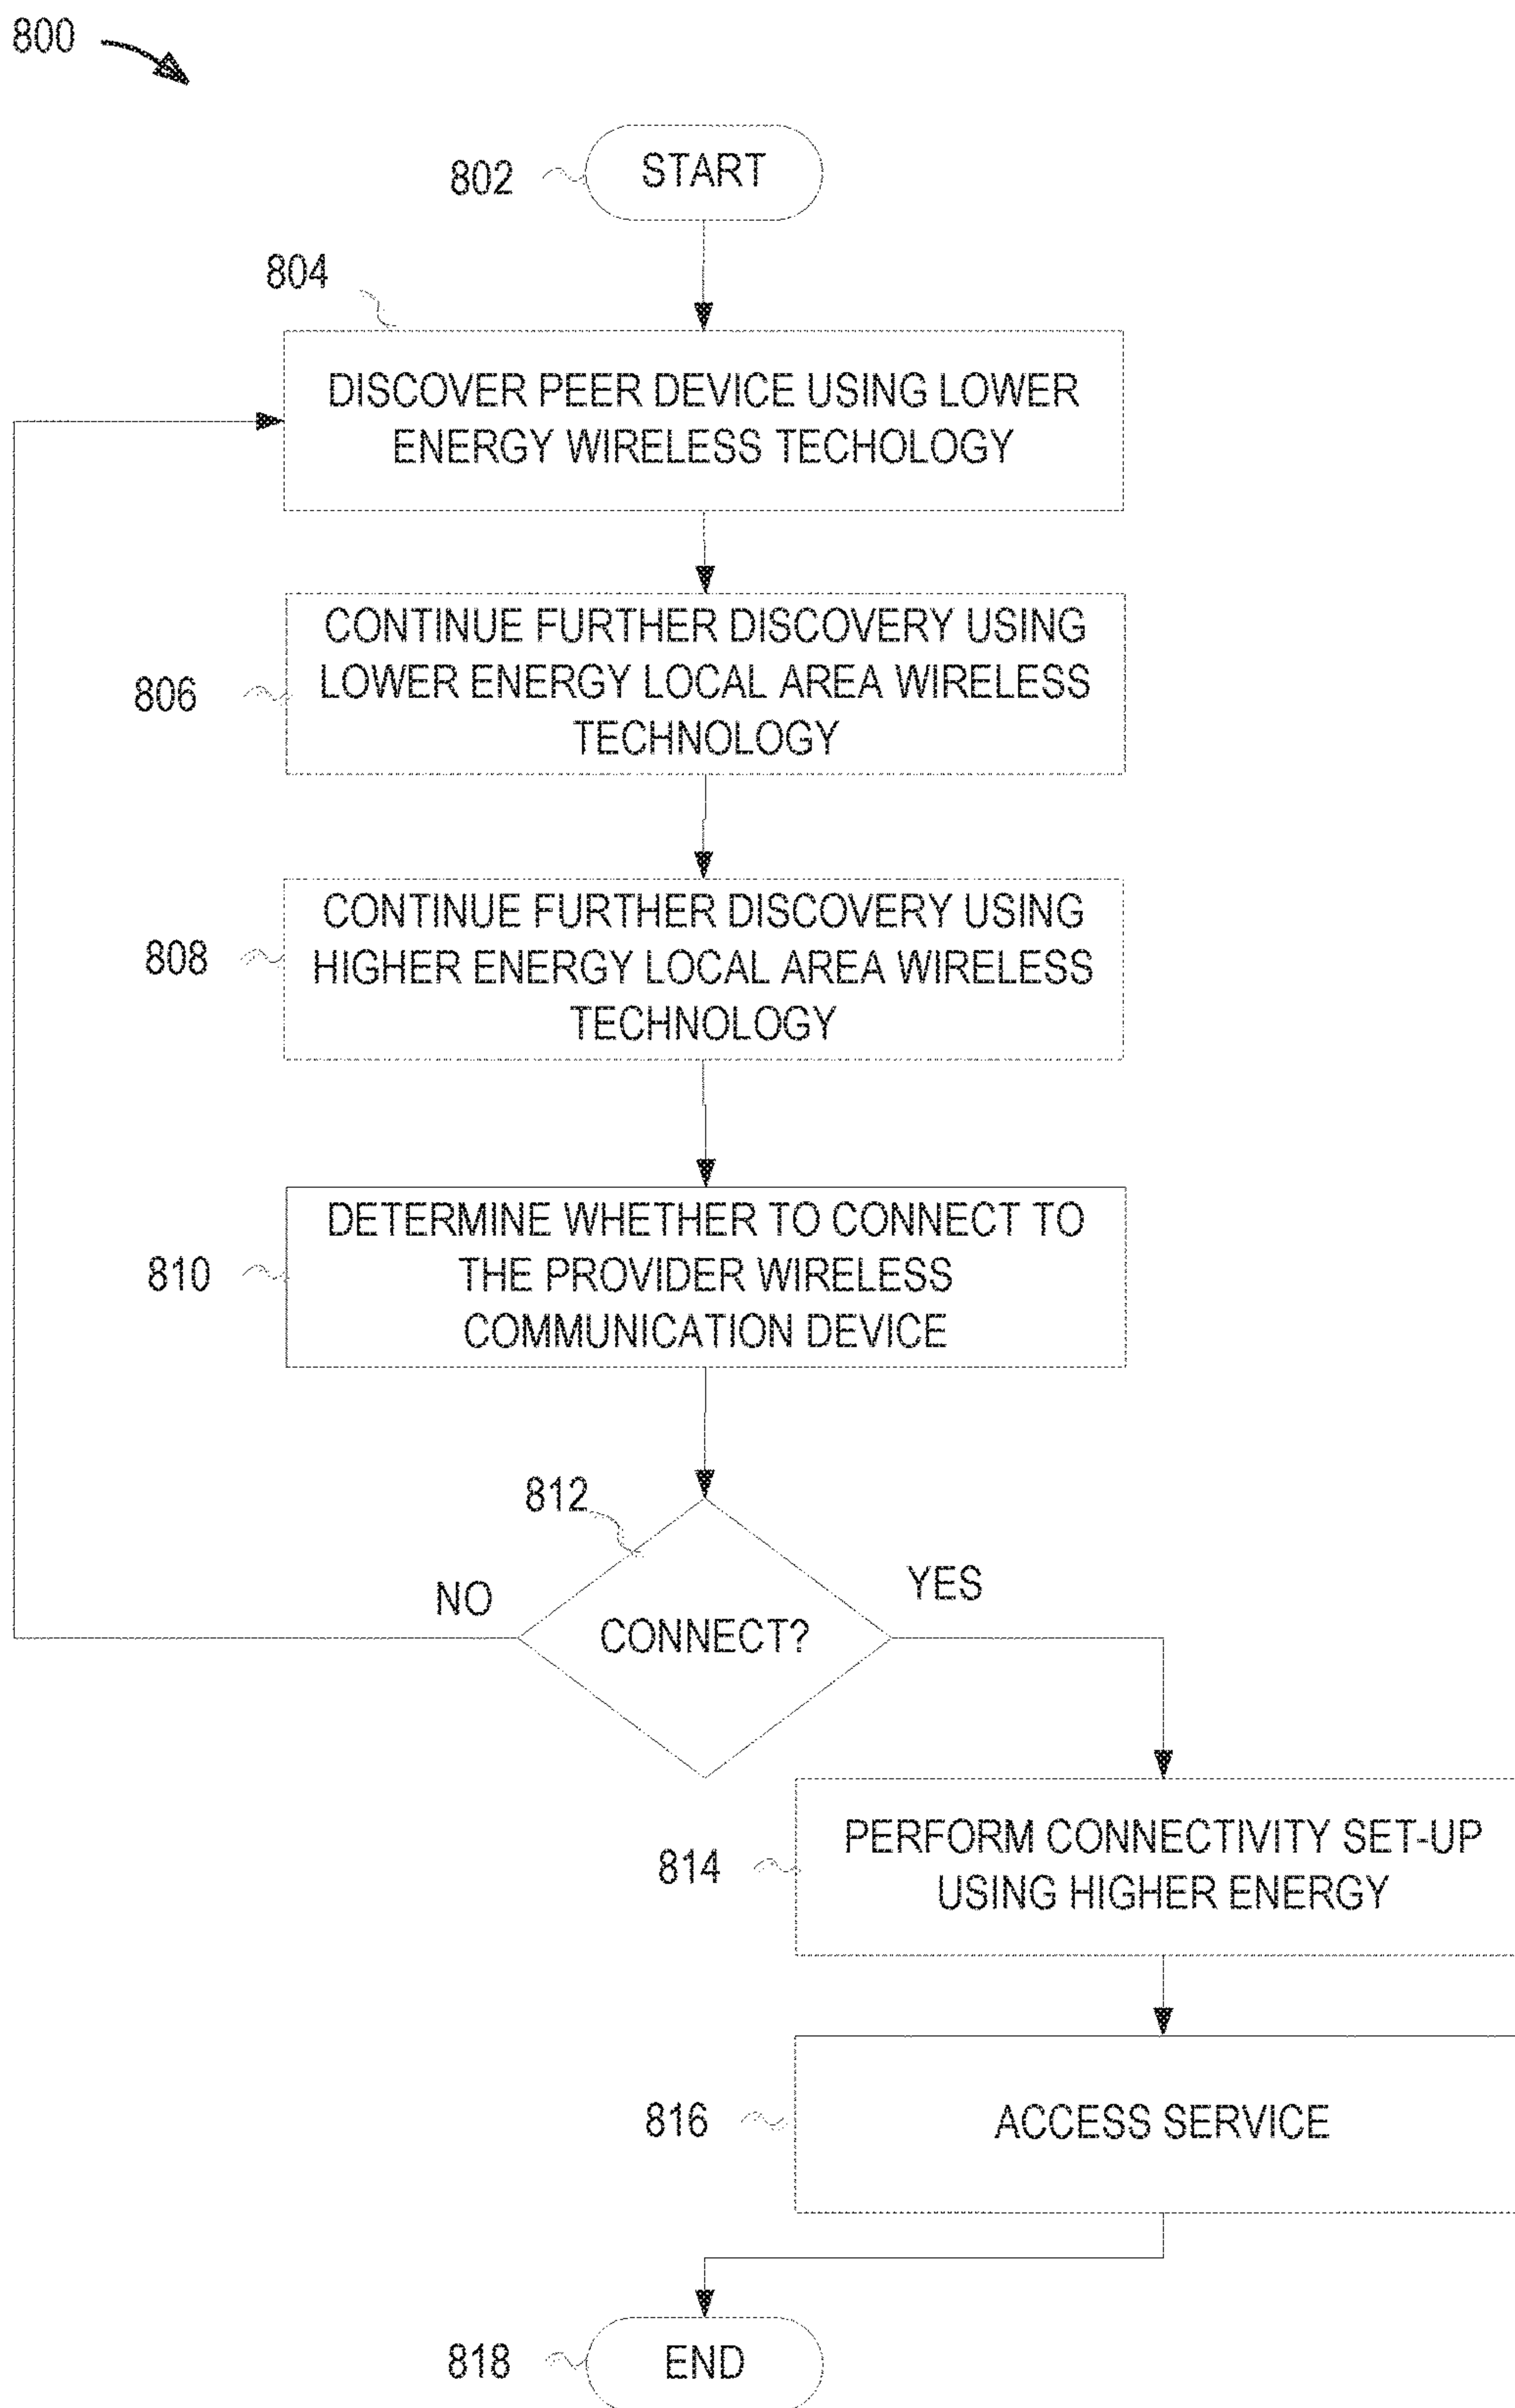 800
802
START
804
DISCOVER PEER DEVICE USING LOWER
ENERGY WIRELESS TECHOLOGY
806
CONTINUE FURTHER DISCOVERY USING
LOWER ENERGY LOCAL AREA WIRELESS
TECHNOLOGY
808
CONTINUE FURTHER DISCOVERY USING
HIGHER ENERGY LOCAL AREA WIRELESS
TECHNOLOGY
810
DETERMINE WHETHER TO CONNECT TO
THE PROVIDER WIRELESS
COMMUNICATION DEVICE
812
NO
CONNECT?
YES
814
PERFORM CONNECTIVITY SET-UP
USING HIGHER ENERGY
816
ACCESS SERVICE
818
END